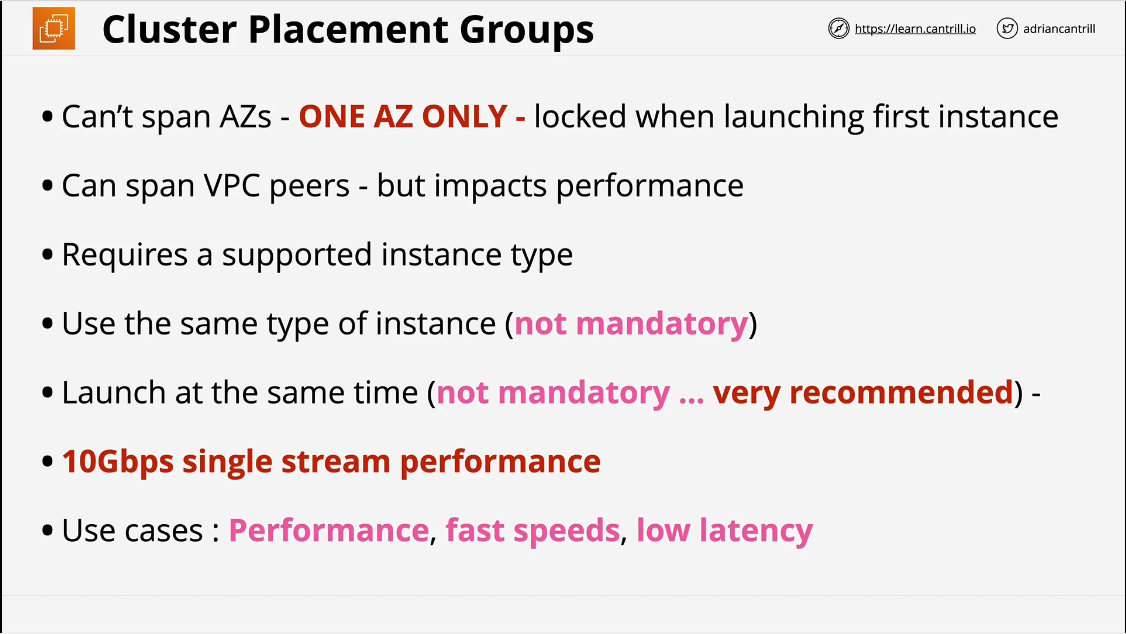 Cluster Placement Groups
https://learn.cantrill.io
adriancantrill
• Can’t span AZs - ONE AZ ONLY - locked when launching first instance
• Can span VPC peers - but impacts performance
• Requires a supported instance type
• Use the same type of instance (not mandatory)
• Launch at the same time (not mandatory ... very recommended) -
• 10Gbps single stream performance
• Use cases : Performance, fast speeds, low latency